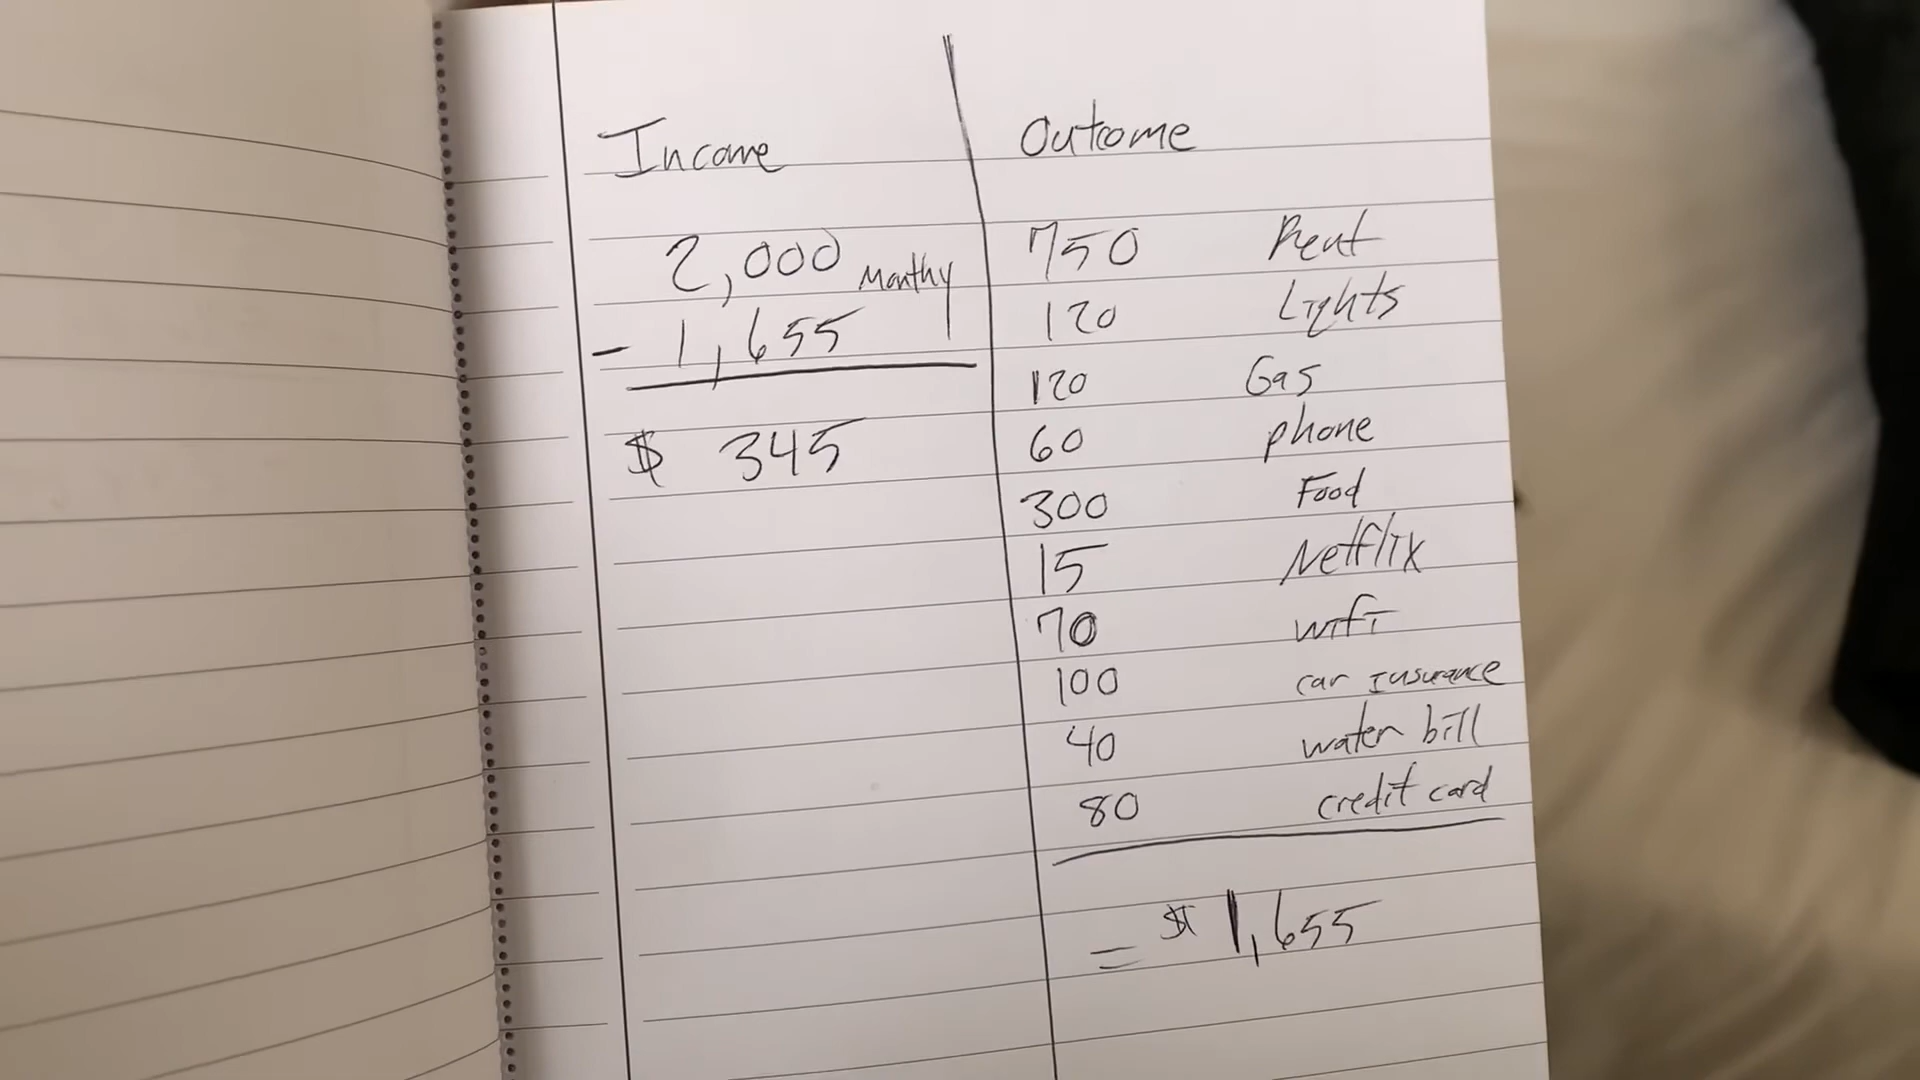 Income
2,000 Monthy
- 1,655
$ 345
Outcome
750 Rent
120 Lights
120 Gas
60 phone
300 Food
15 Netflix
70 wifi
100 car insurance
40 water bill
80 credit card
= $ 1,655